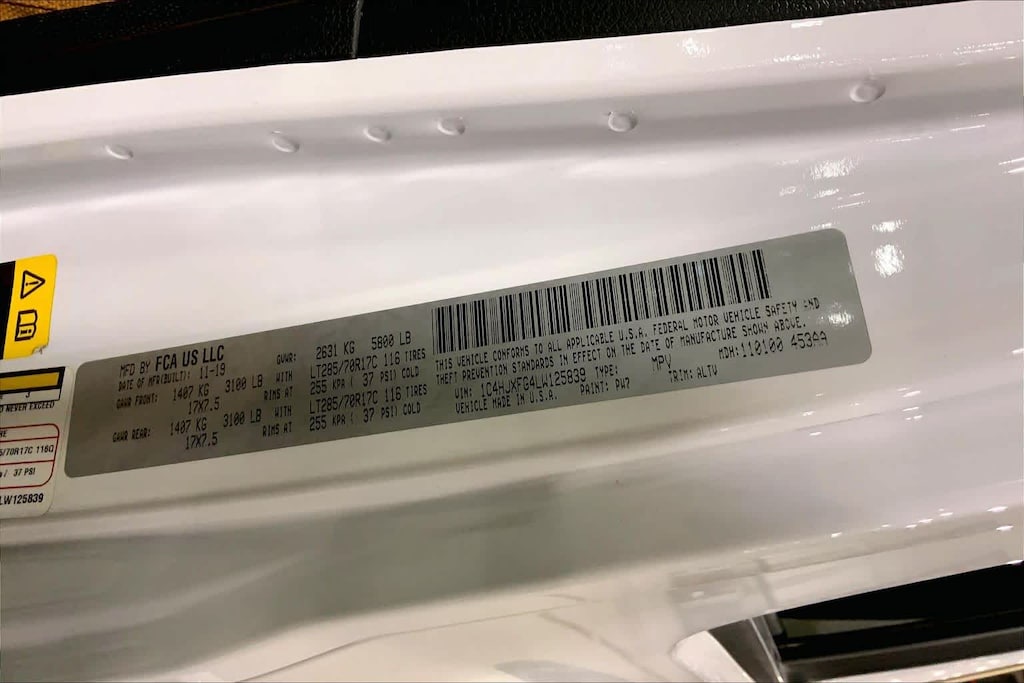 MFD BY FCA US LLC
DATE OF MFR(BUILT): 11-19
GVWR: 2631 KG 5800 LB
GAWR FRONT: 1407 KG 3100 LB WITH LT285/70R17C 116 TIRES
17X7.5 RIMS AT 255 KPA ( 37 PSI) COLD
GAWR REAR: 1407 KG 3100 LB WITH LT285/70R17C 116 TIRES
17X7.5 RIMS AT 255 KPA ( 37 PSI) COLD
THIS VEHICLE CONFORMS TO ALL APPLICABLE U.S.A. FEDERAL MOTOR VEHICLE SAFETY AND
THEFT PREVENTION STANDARDS IN EFFECT ON THE DATE OF MANUFACTURE SHOWN ABOVE.
VIN: 1C4HJXFG4LW125839 TYPE: MPV MDH:110100 453AA
VEHICLE MADE IN U.S.A. PAINT: PW7 TRIM: ALTV
NEVER EXCEED
5/70R17C 116Q
/ 37 PSI
LW125839